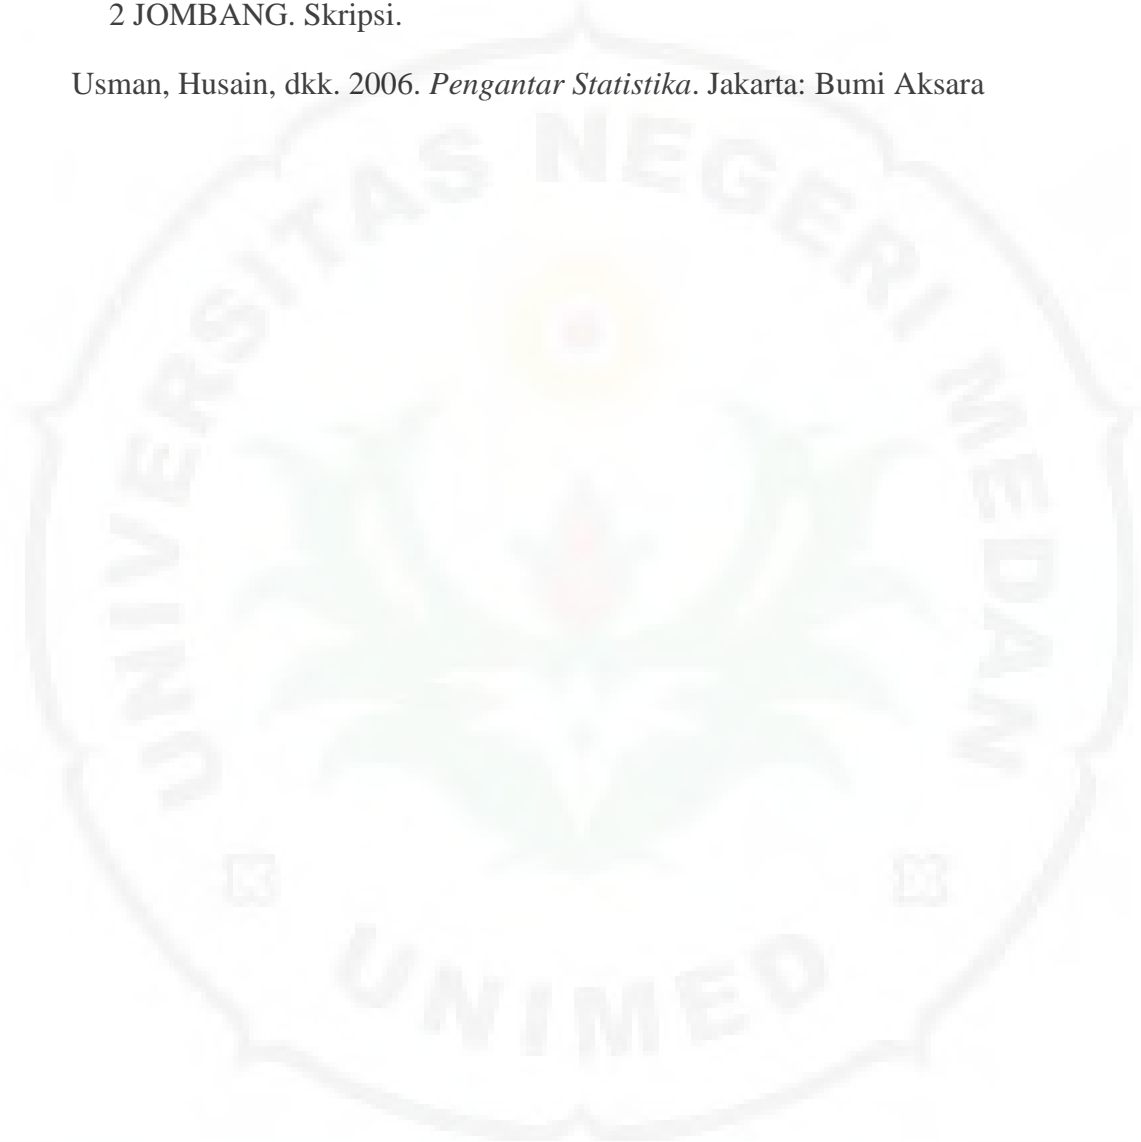 2 JOMBANG. Skripsi.
Usman, Husain, dkk. 2006. Pengantar Statistika. Jakarta: Bumi Aksara
UNIVERSITAS NEGERI MEDAN
UNIMED